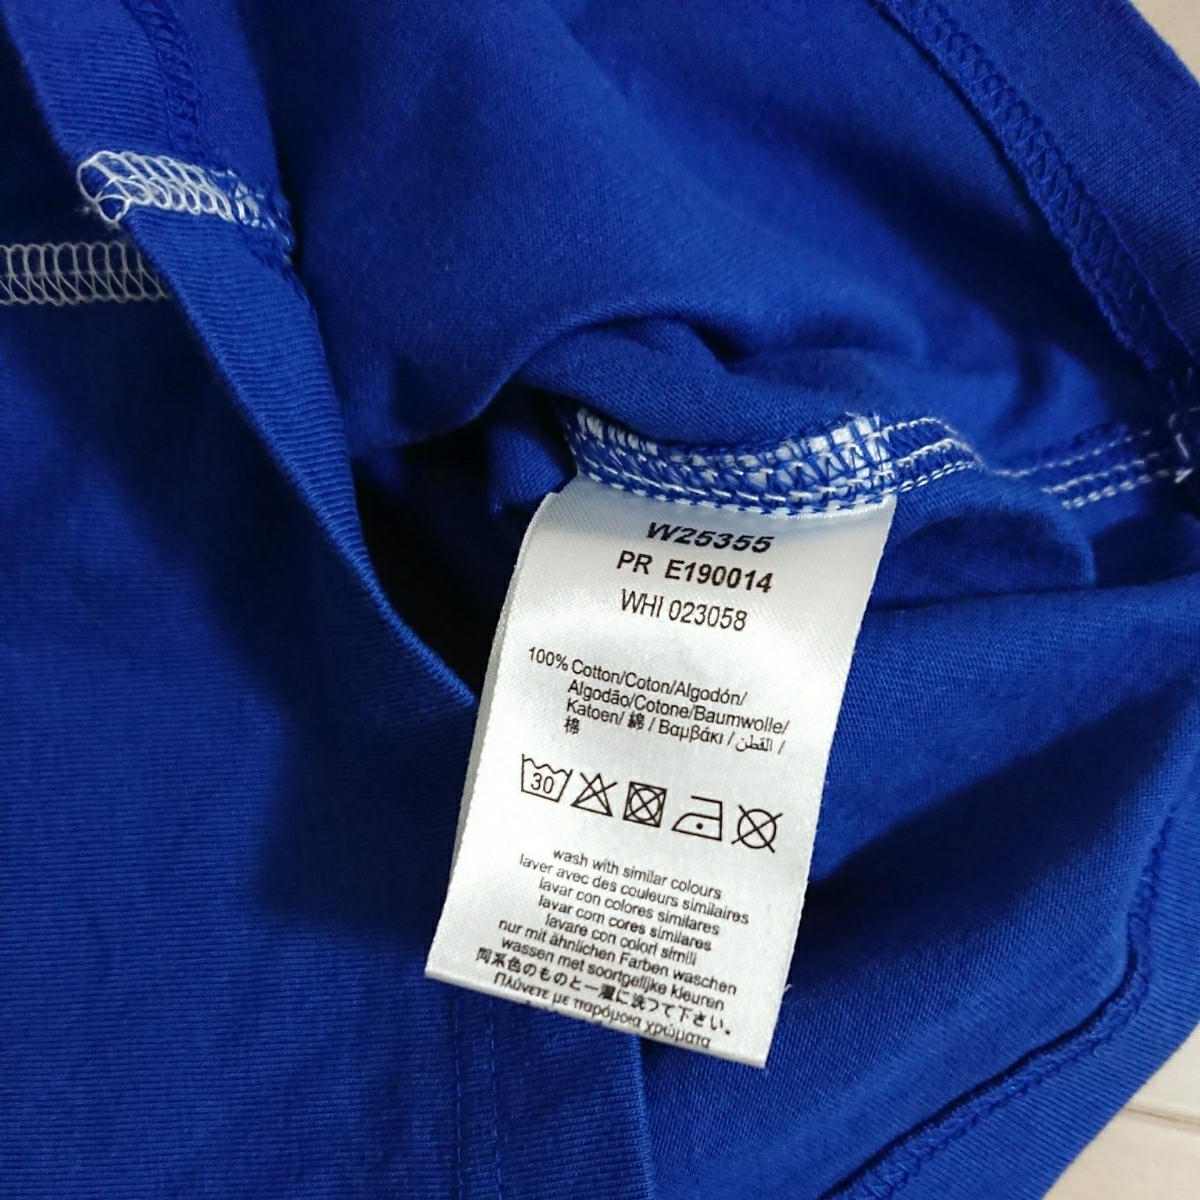 W25355
PR E190014
WHI 023058
100% Cotton/Coton/Algodón/
Algodão/Cotone/Baumwolle/
Katoen/ 綿 / Βαμβάκι / القطن /
棉
30
wash with similar colours
laver avec des couleurs similaires
lavar con colores similares
lavar com cores similares
lavare con colori simili
nur mit ähnlichen Farben waschen
wassen met soortgelijke kleuren
同系色のものと一緒に洗って下さい。
Πλύνετε με παρόμοια χρώματα